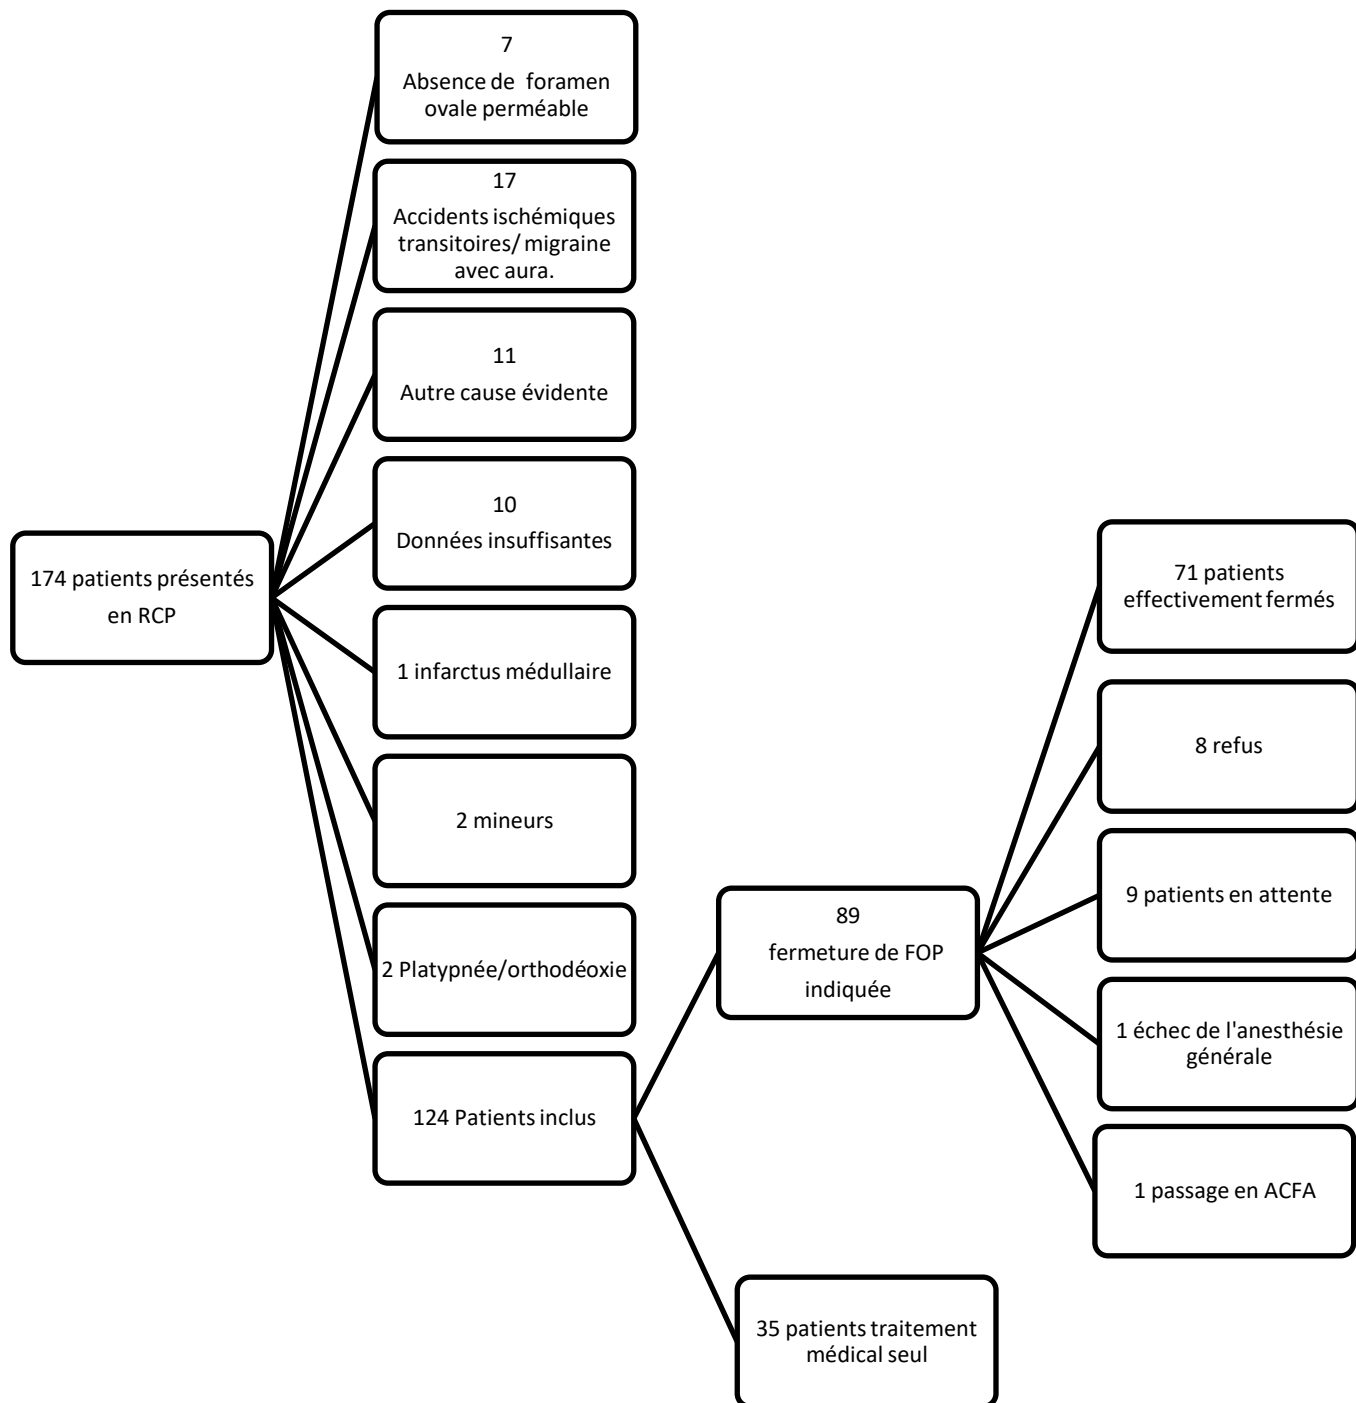 7
Absence de foramen
ovale perméable
17
Accidents ischémiques
transitoires/ migraine
avec aura.
11
Autre cause évidente
10
Données insuffisantes
174 patients présentés
en RCP
1 infarctus médullaire
2 mineurs
2 Platypnée/orthodéoxie
124 Patients inclus
89
fermeture de FOP
indiquée
35 patients traitement
médical seul
71 patients
effectivement fermés
8 refus
9 patients en attente
1 échec de l'anesthésie
générale
1 passage en ACFA